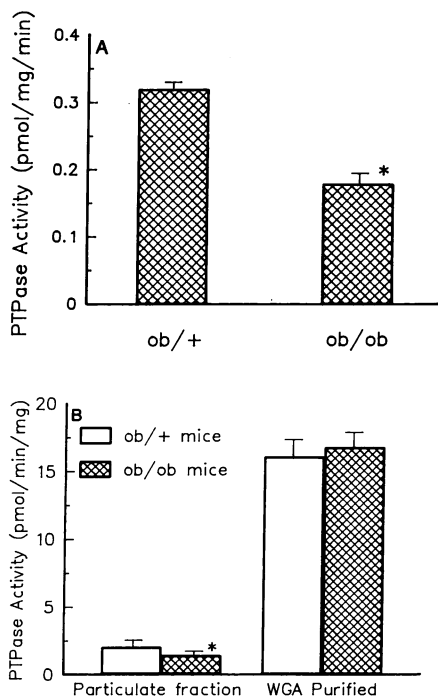 A
PTPase Activity (pmol/mg/min)
0.4
0.3
0.2
0.1
0
*
ob/+
ob/ob
B
PTPase Activity (pmol/min/mg)
20
15
10
5
0
ob/+ mice
ob/ob mice
*
Particulate fraction
WGA Purified